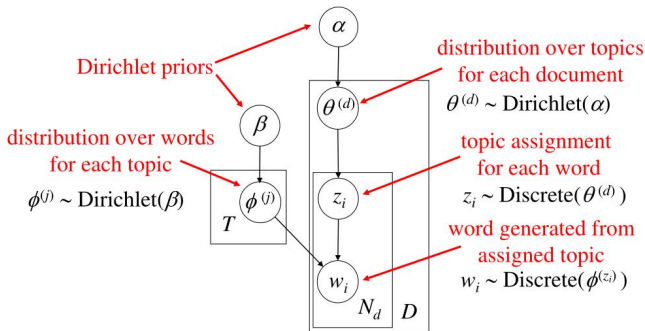 α
Dirichlet priors
distribution over topics
for each document
θ^(d) ~ Dirichlet(α)
θ^(d)
β
distribution over words
for each topic
ϕ^(j) ~ Dirichlet(β)
ϕ^(j)
T
topic assignment
for each word
z_i ~ Discrete(θ^(d))
z_i
word generated from
assigned topic
w_i ~ Discrete(ϕ^(z_i))
w_i
N_d
D